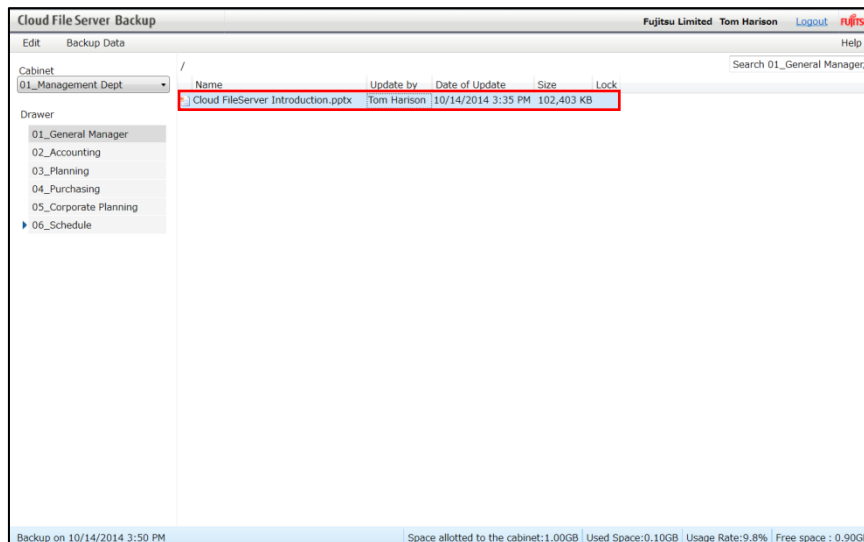 Cloud File Server Backup
Fujitsu Limited Tom Harison Logout
Edit Backup Data Help
Cabinet
01_Management Dept
Drawer
01_General Manager
02_Accounting
03_Planning
04_Purchasing
05_Corporate Planning
06_Schedule
/
Search 01_General Manager,
Name Update by Date of Update Size Lock
Cloud FileServer Introduction.pptx Tom Harison 10/14/2014 3:35 PM 102,403 KB
Backup on 10/14/2014 3:50 PM
Space allotted to the cabinet:1.00GB Used Space:0.10GB Usage Rate:9.8% Free space : 0.90G